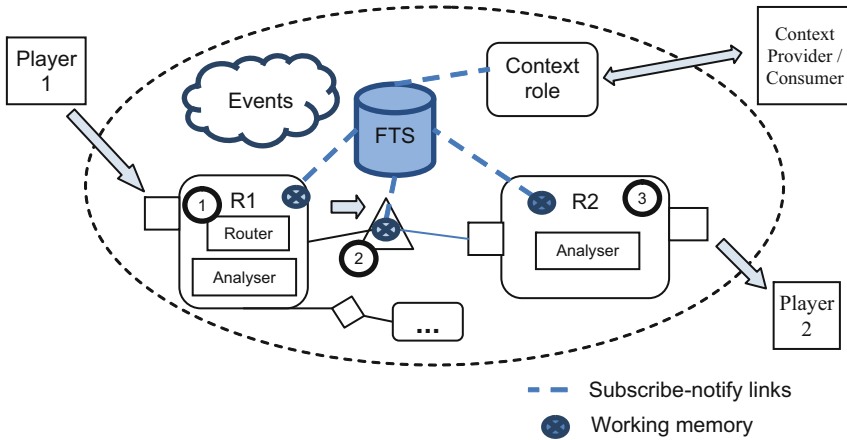 Player
1
Events
FTS
Context
role
Context
Provider /
Consumer
1
R1
Router
Analyser
2
R2
3
Analyser
...
Player
2
Subscribe-notify links
Working memory